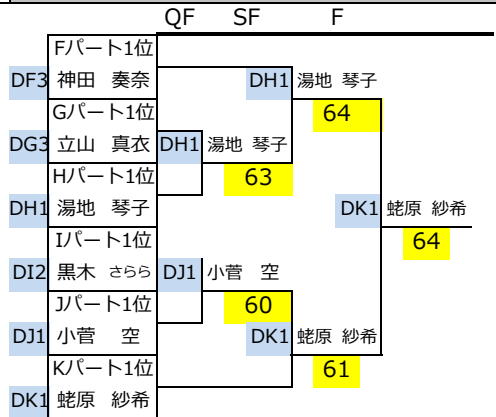 QF SF F
Fパート1位
DF3 神田 奏奈 DH1 湯地 琴子
Gパート1位 64
DG3 立山 真衣 DH1 湯地 琴子
Hパート1位 63
DH1 湯地 琴子 DK1 蛯原 紗希
Iパート1位 64
DI2 黒木 さらら DJ1 小菅 空
Jパート1位 60
DJ1 小菅 空 DK1 蛯原 紗希
Kパート1位 61
DK1 蛯原 紗希